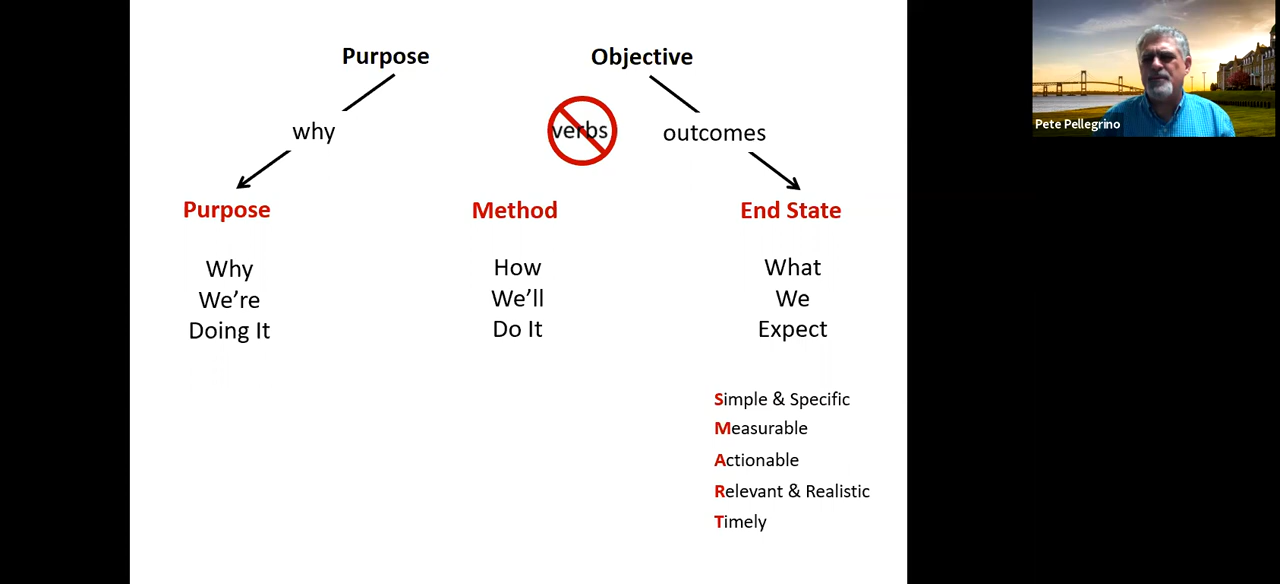 Purpose
Objective
why
verbs
outcomes
Purpose
Method
End State
Why
We're
Doing It
How
We'll
Do It
What
We
Expect
Simple & Specific
Measurable
Actionable
Relevant & Realistic
Timely
Pete Pellegrino